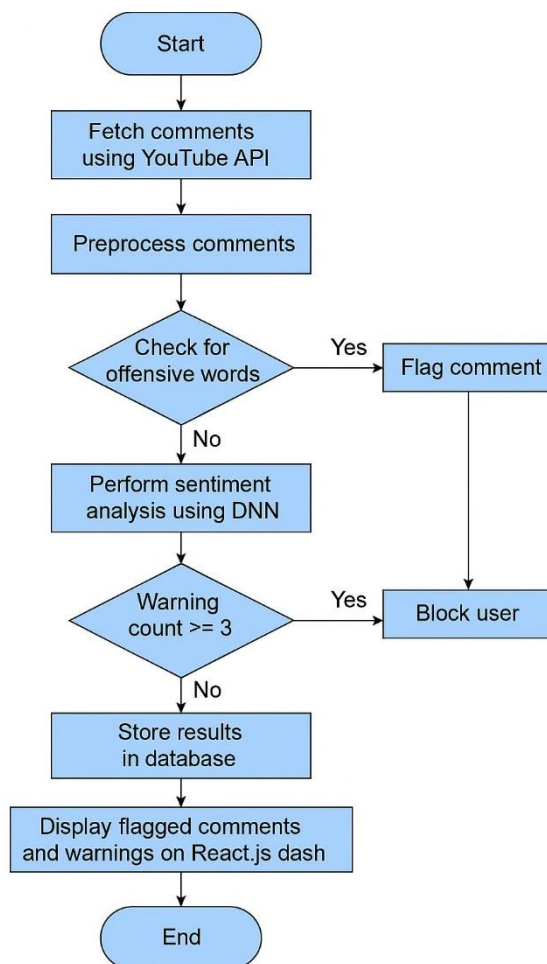 Start
Fetch comments
using YouTube API
Preprocess comments
Check for
offensive words
Yes
Flag comment
No
Perform sentiment
analysis using DNN
Warning
count >= 3
Yes
Block user
No
Store results
in database
Display flagged comments
and warnings on React.js dash
End